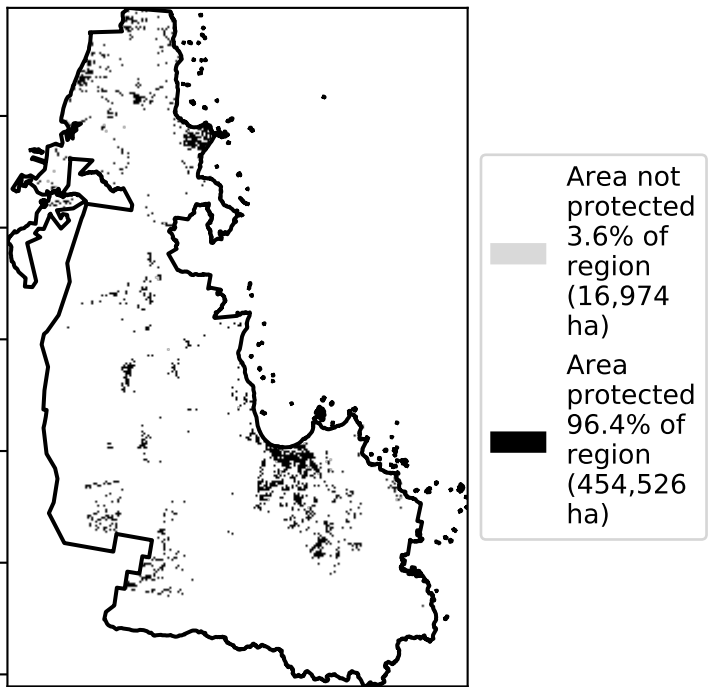 Area not
protected
3.6% of
region
(16,974
ha)
Area
protected
96.4% of
region
(454,526
ha)